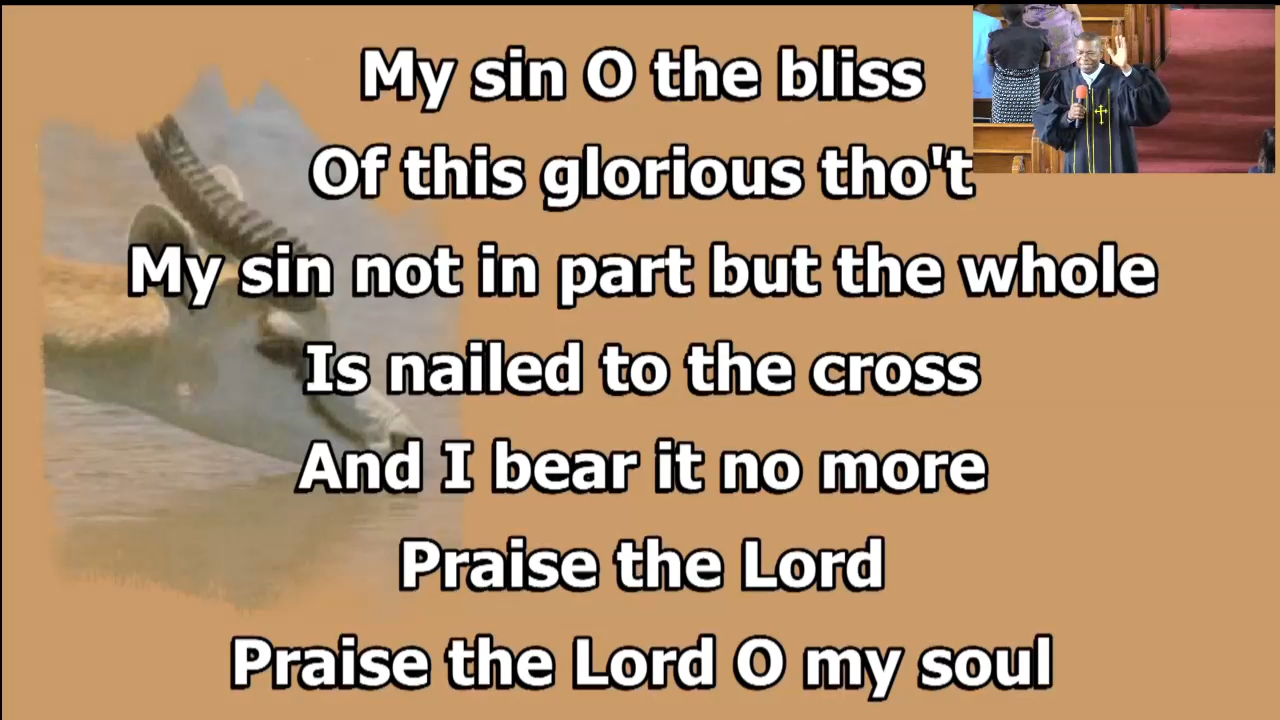 My sin O the bliss
Of this glorious tho't
My sin not in part but the whole
Is nailed to the cross
And I bear it no more
Praise the Lord
Praise the Lord O my soul